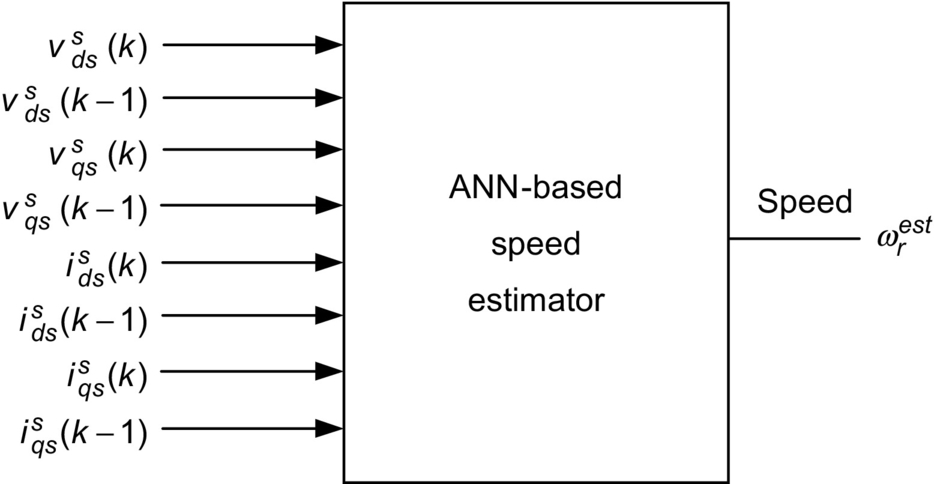 v^s_ds (k)
v^s_ds (k – 1)
v^s_qs (k)
v^s_qs (k – 1)
i^s_ds (k)
i^s_ds (k – 1)
i^s_qs (k)
i^s_qs (k – 1)
ANN-based
speed
estimator
Speed
ω^est_r